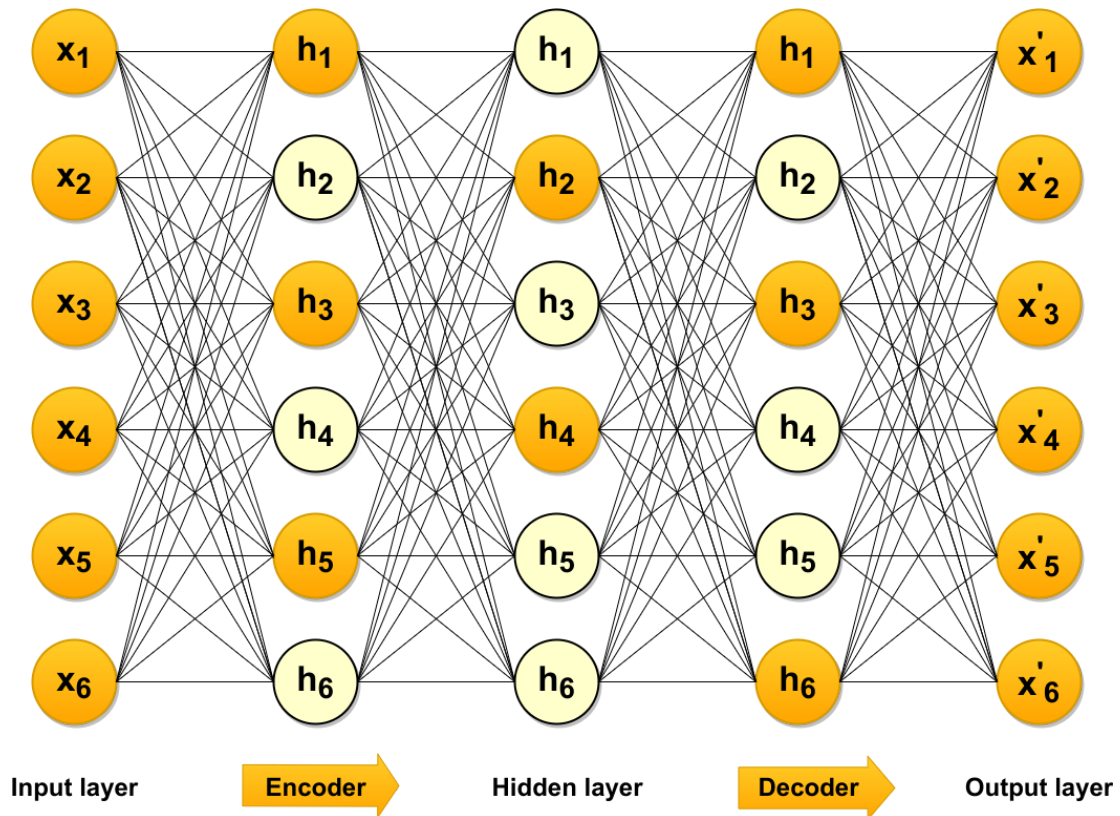 x1 h1 h1 h1 x'1
x2 h2 h2 h2 x'2
x3 h3 h3 h3 x'3
x4 h4 h4 h4 x'4
x5 h5 h5 h5 x'5
x6 h6 h6 h6 x'6
Input layer Encoder Hidden layer Decoder Output layer